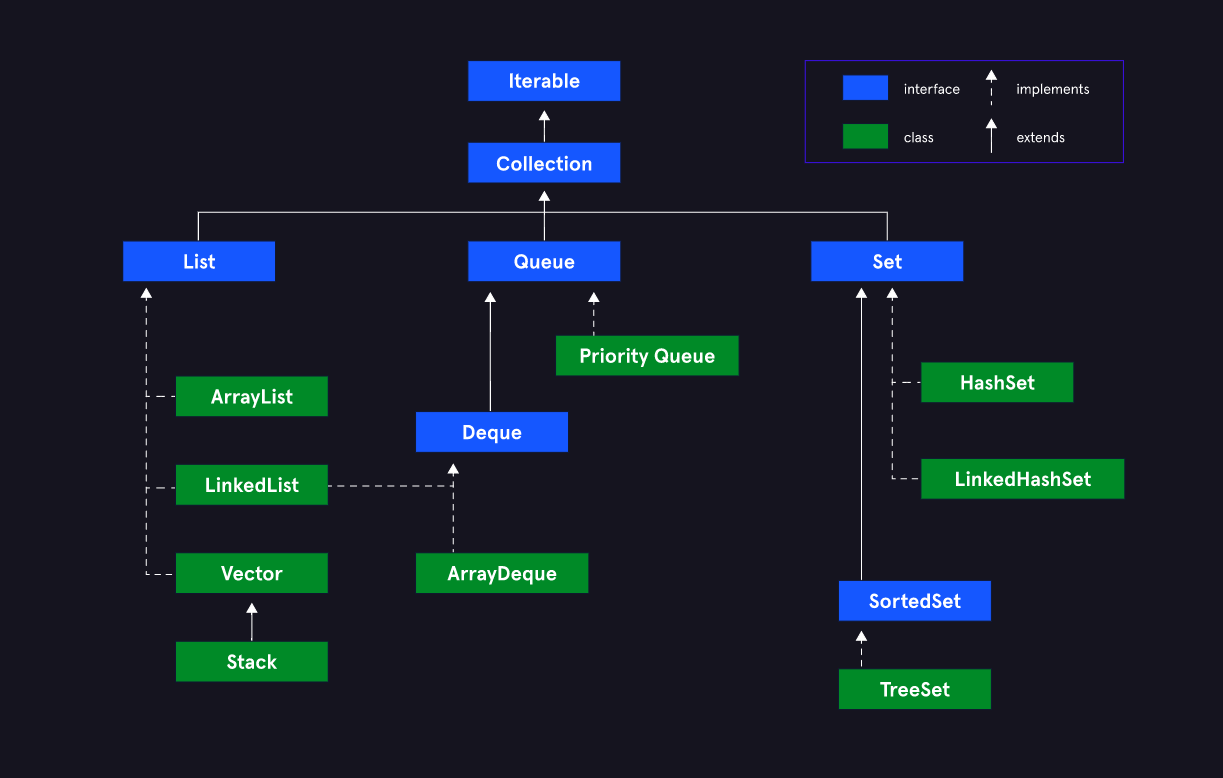 Iterable
interface
implements
class
extends
Collection
List
Queue
Set
Priority Queue
HashSet
ArrayList
Deque
LinkedList
LinkedHashSet
Vector
ArrayDeque
SortedSet
Stack
TreeSet